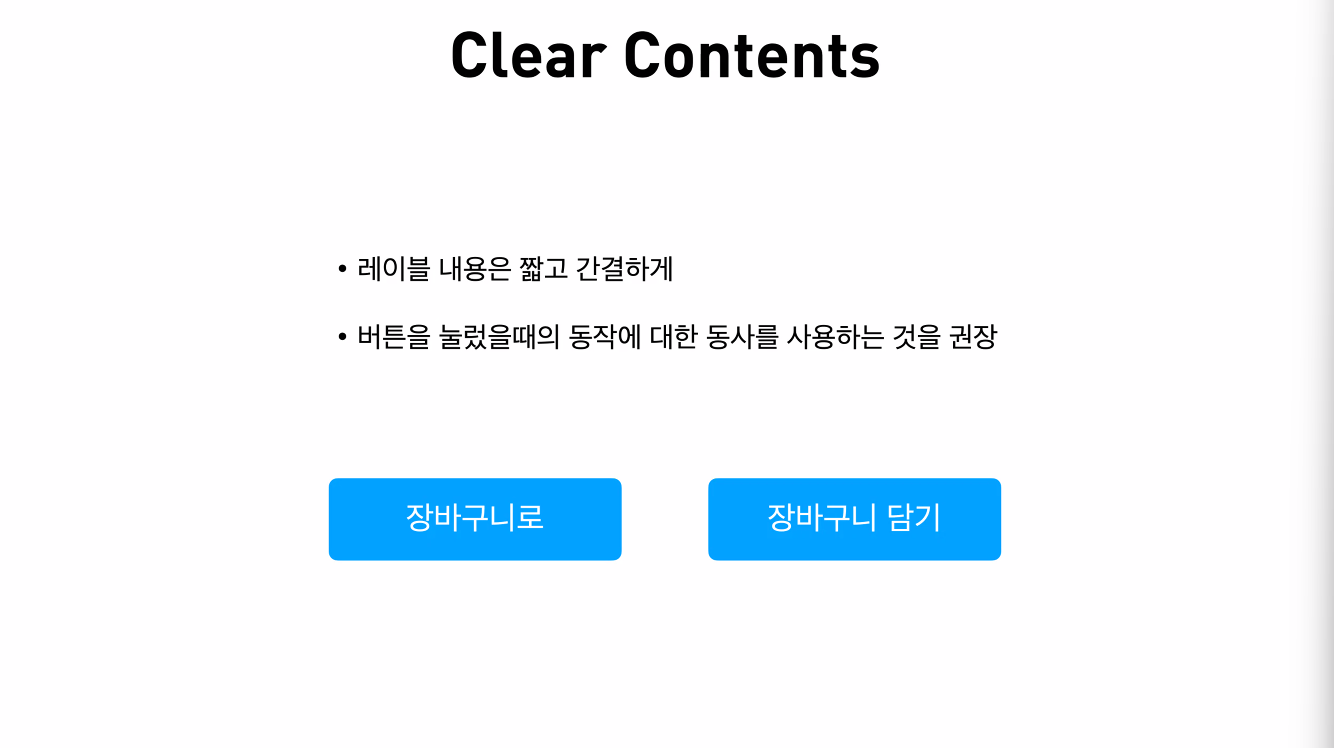 Clear Contents
• 레이블 내용은 짧고 간결하게
• 버튼을 눌렀을때의 동작에 대한 동사를 사용하는 것을 권장
장바구니로
장바구니 담기